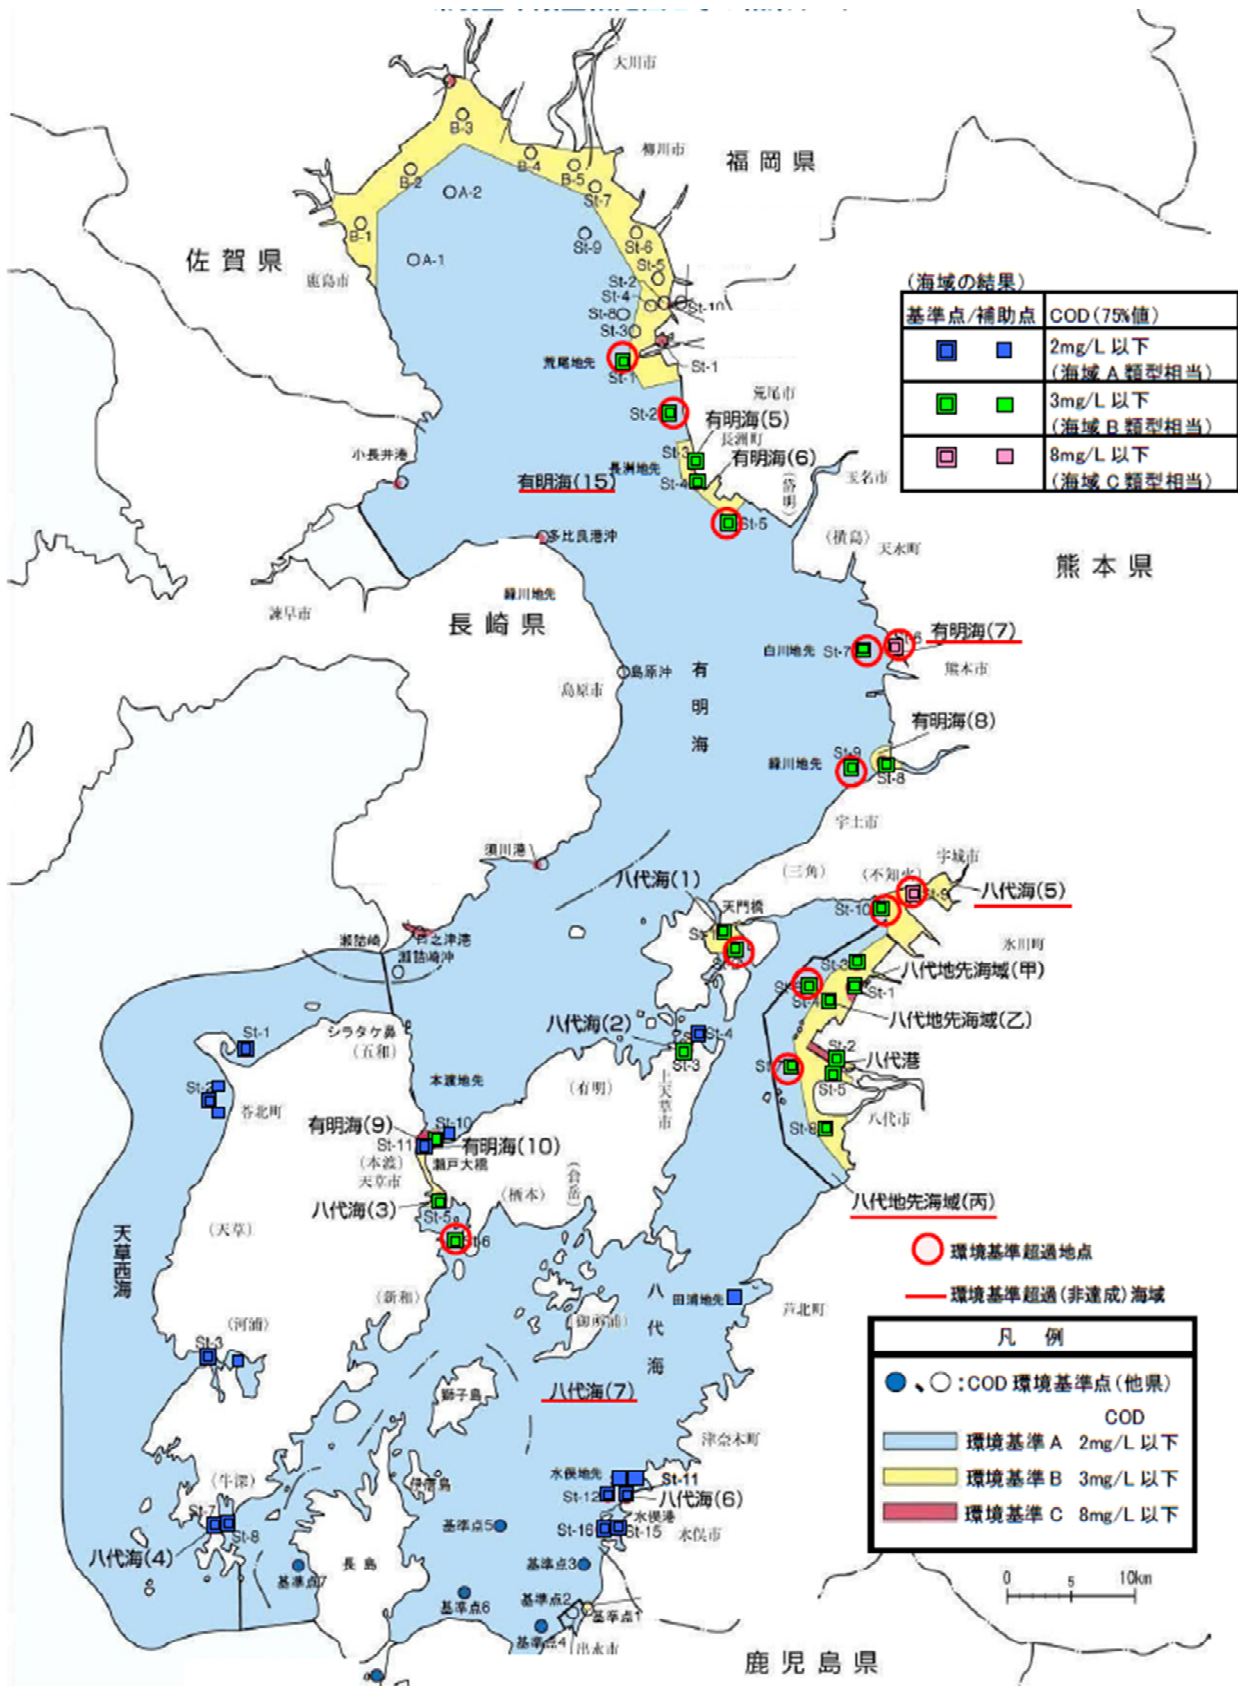 大川市
B-3
柳川市
福岡県
B-4
B-5
B-2
A-2
St-7
B-1
St-9
St-6
佐賀県
A-1
St-5
鹿島市
St-2
St-4
St-10
St-8
St-3
(海域の結果)
基準点/補助点 COD(75%値)
2mg/L 以下
(海域 A 類型相当)
3mg/L 以下
(海域 B 類型相当)
8mg/L 以下
(海域 C 類型相当)
荒尾地先
St-1
St-1
荒尾市
St-2
有明海(5)
長洲町
St-3
小長井港
長洲地先
有明海(6)
有明海(15)
St-4
(岱明)
玉名市
St-5
多比良港沖
(横島)
天水町
熊本県
緑川地先
諫早市
長崎県
St-6
有明海(7)
白川地先
St-7
熊本市
島原沖
島原市
有明海
有明海(8)
緑川地先
St-9
St-8
宇土市
須川港
(三角)
(不知火)
宇城市
八代海(1)
St-9
八代海(5)
天門橋
St-10
St-1
氷川町
瀬詰崎
口之津港
瀬詰崎沖
St-3
八代地先海域(甲)
St-1
St-4
八代地先海域(乙)
シラタケ鼻
St-1
(五和)
八代海(2)
St-4
St-3
上天草市
St-2
八代港
St-7
St-5
本渡地先
(有明)
St-2
苓北町
八代市
有明海(9)
St-10
St-11
有明海(10)
St-8
(本渡)
瀬戸大橋
天草市
(倉岳)
(栖本)
八代海(3)
St-5
八代地先海域(丙)
(天草)
天草西海
St-6
環境基準超過地点
(新和)
田浦地先
環境基準超過(非達成)海域
芦北町
(御所浦)
八代海
(河浦)
St-3
獅子島
八代海(7)
津奈木町
凡 例
、 :COD 環境基準点(他県)
COD
環境基準 A 2mg/L 以下
環境基準 B 3mg/L 以下
環境基準 C 8mg/L 以下
(牛深)
伊唐島
水俣地先
St-11
St-12
八代海(6)
水俣港
St-7
St-8
基準点5
St-16
St-15
水俣市
八代海(4)
長島
基準点3
基準点7
基準点6
基準点2
基準点1
基準点4
出水市
0 5 10km
鹿児島県